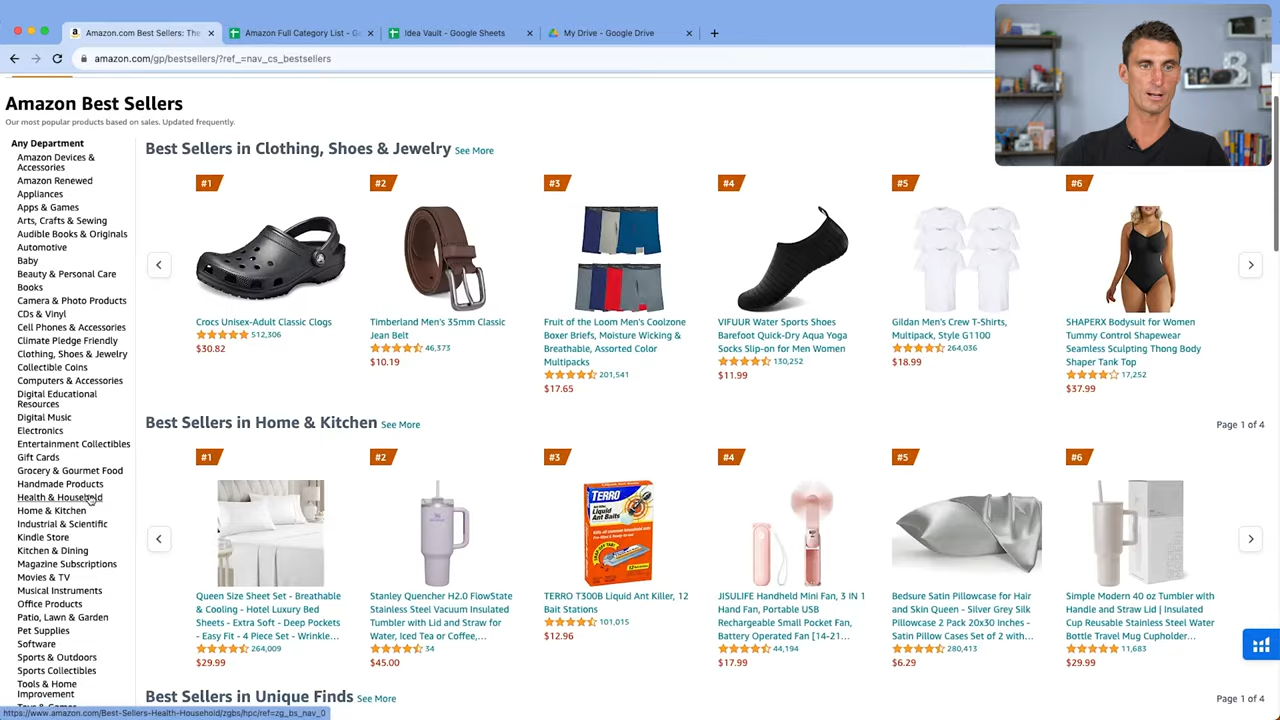 Amazon.com Best Sellers: The
Amazon Full Category List - G
Idea Vault - Google Sheets
My Drive - Google Drive
amazon.com/gp/bestsellers/?ref_=nav_cs_bestsellers
Amazon Best Sellers
Our most popular products based on sales. Updated frequently.
Any Department
Amazon Devices &
Accessories
Amazon Renewed
Appliances
Apps & Games
Arts, Crafts & Sewing
Audible Books & Originals
Automotive
Baby
Beauty & Personal Care
Books
Camera & Photo Products
CDs & Vinyl
Cell Phones & Accessories
Climate Pledge Friendly
Clothing, Shoes & Jewelry
Collectible Coins
Computers & Accessories
Digital Educational
Resources
Digital Music
Electronics
Entertainment Collectibles
Gift Cards
Grocery & Gourmet Food
Handmade Products
Health & Household
Home & Kitchen
Industrial & Scientific
Kindle Store
Kitchen & Dining
Magazine Subscriptions
Movies & TV
Musical Instruments
Office Products
Patio, Lawn & Garden
Pet Supplies
Software
Sports & Outdoors
Sports Collectibles
Tools & Home
Improvement
Best Sellers in Clothing, Shoes & Jewelry See More
#1
Crocs Unisex-Adult Classic Clogs
512,306
$30.82
#2
Timberland Men's 35mm Classic
Jean Belt
46,373
$10.19
#3
Fruit of the Loom Men's Coolzone
Boxer Briefs, Moisture Wicking &
Breathable, Assorted Color
Multipacks
201,541
$17.65
#4
VIFUUR Water Sports Shoes
Barefoot Quick-Dry Aqua Yoga
Socks Slip-on for Men Women
130,252
$11.99
#5
Gildan Men's Crew T-Shirts,
Multipack, Style G1100
264,036
$18.99
#6
SHAPERX Bodysuit for Women
Tummy Control Shapewear
Seamless Sculpting Thong Body
Shaper Tank Top
17,252
$37.99
Best Sellers in Home & Kitchen See More
Page 1 of 4
#1
Queen Size Sheet Set - Breathable
& Cooling - Hotel Luxury Bed
Sheets - Extra Soft - Deep Pockets
- Easy Fit - 4 Piece Set - Wrinkle...
264,009
$29.99
#2
Stanley Quencher H2.0 FlowState
Stainless Steel Vacuum Insulated
Tumbler with Lid and Straw for
Water, Iced Tea or Coffee,...
34
$45.00
#3
TERRO
Liquid
Ant Baits
TERRO T300B Liquid Ant Killer, 12
Bait Stations
101,015
$12.96
#4
JISULIFE Handheld Mini Fan, 3 IN 1
Hand Fan, Portable USB
Rechargeable Small Pocket Fan,
Battery Operated Fan [14-21...
44,194
$17.99
#5
Bedsure Satin Pillowcase for Hair
and Skin Queen - Silver Grey Silk
Pillowcase 2 Pack 20x30 Inches -
Satin Pillow Cases Set of 2 with...
280,413
$6.29
#6
Simple Modern 40 oz Tumbler with
Handle and Straw Lid | Insulated
Cup Reusable Stainless Steel Water
Bottle Travel Mug Cupholder...
11,683
$29.99
Best Sellers in Unique Finds See More
Page 1 of 4
https://www.amazon.com/Best-Sellers-Health-Household/zgbs/hpc/ref=zg_bs_nav_0